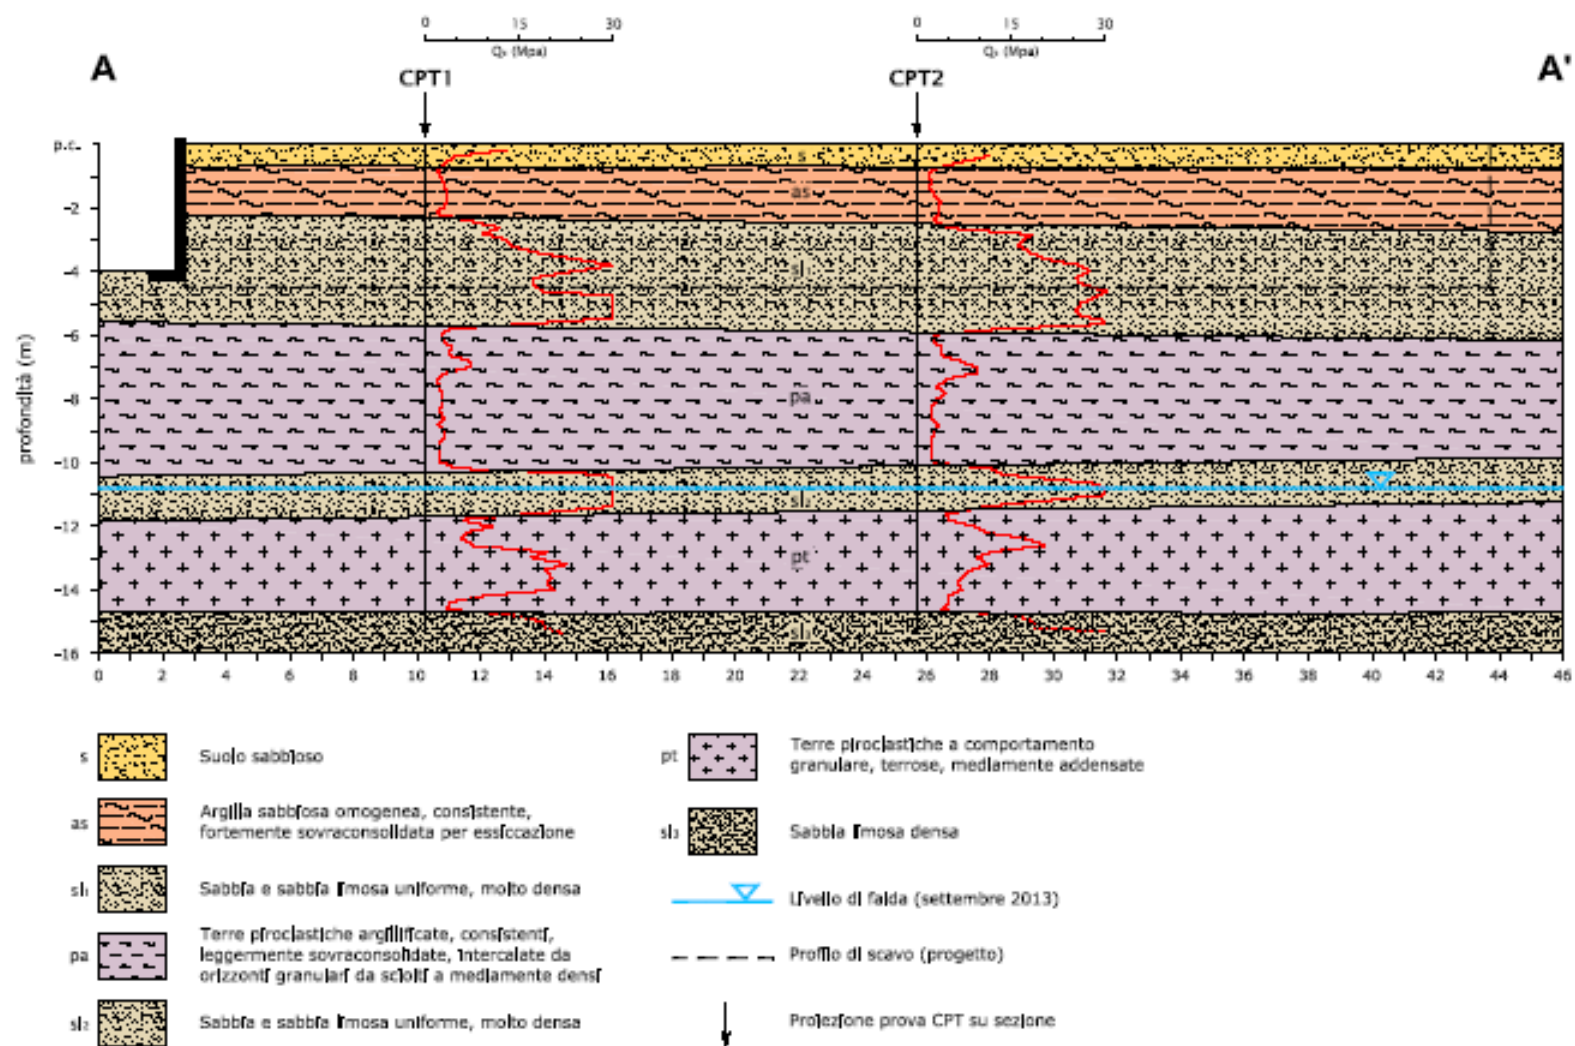 0 15 30
Qc (Mpa)
0 15 30
Qc (Mpa)
A
CPT1
CPT2
A'
p.c.
s
as
-2
-4
sl₁
-6
profondità (m)
-8
pa
-10
sl₂
-12
pt
-14
sl₃
-16
0 2 4 6 8 10 12 14 16 18 20 22 24 26 28 30 32 34 36 38 40 42 44 46
s Suolo sabbioso
as Argilla sabbiosa omogenea, consistente,
fortemente sovraconsolidata per essiccazione
sl₁ Sabbia e sabbia limosa uniforme, molto densa
pa Terre piroclastiche argillificate, consistenti,
leggermente sovraconsolidate, intercalate da
orizzonti granulari da sciolti a mediamente densi
sl₂ Sabbia e sabbia limosa uniforme, molto densa
pt Terre piroclastiche a comportamento
granulare, terrose, mediamente addensate
sl₃ Sabbia limosa densa
Livello di falda (settembre 2013)
Profilo di scavo (progetto)
Proiezione prova CPT su sezione